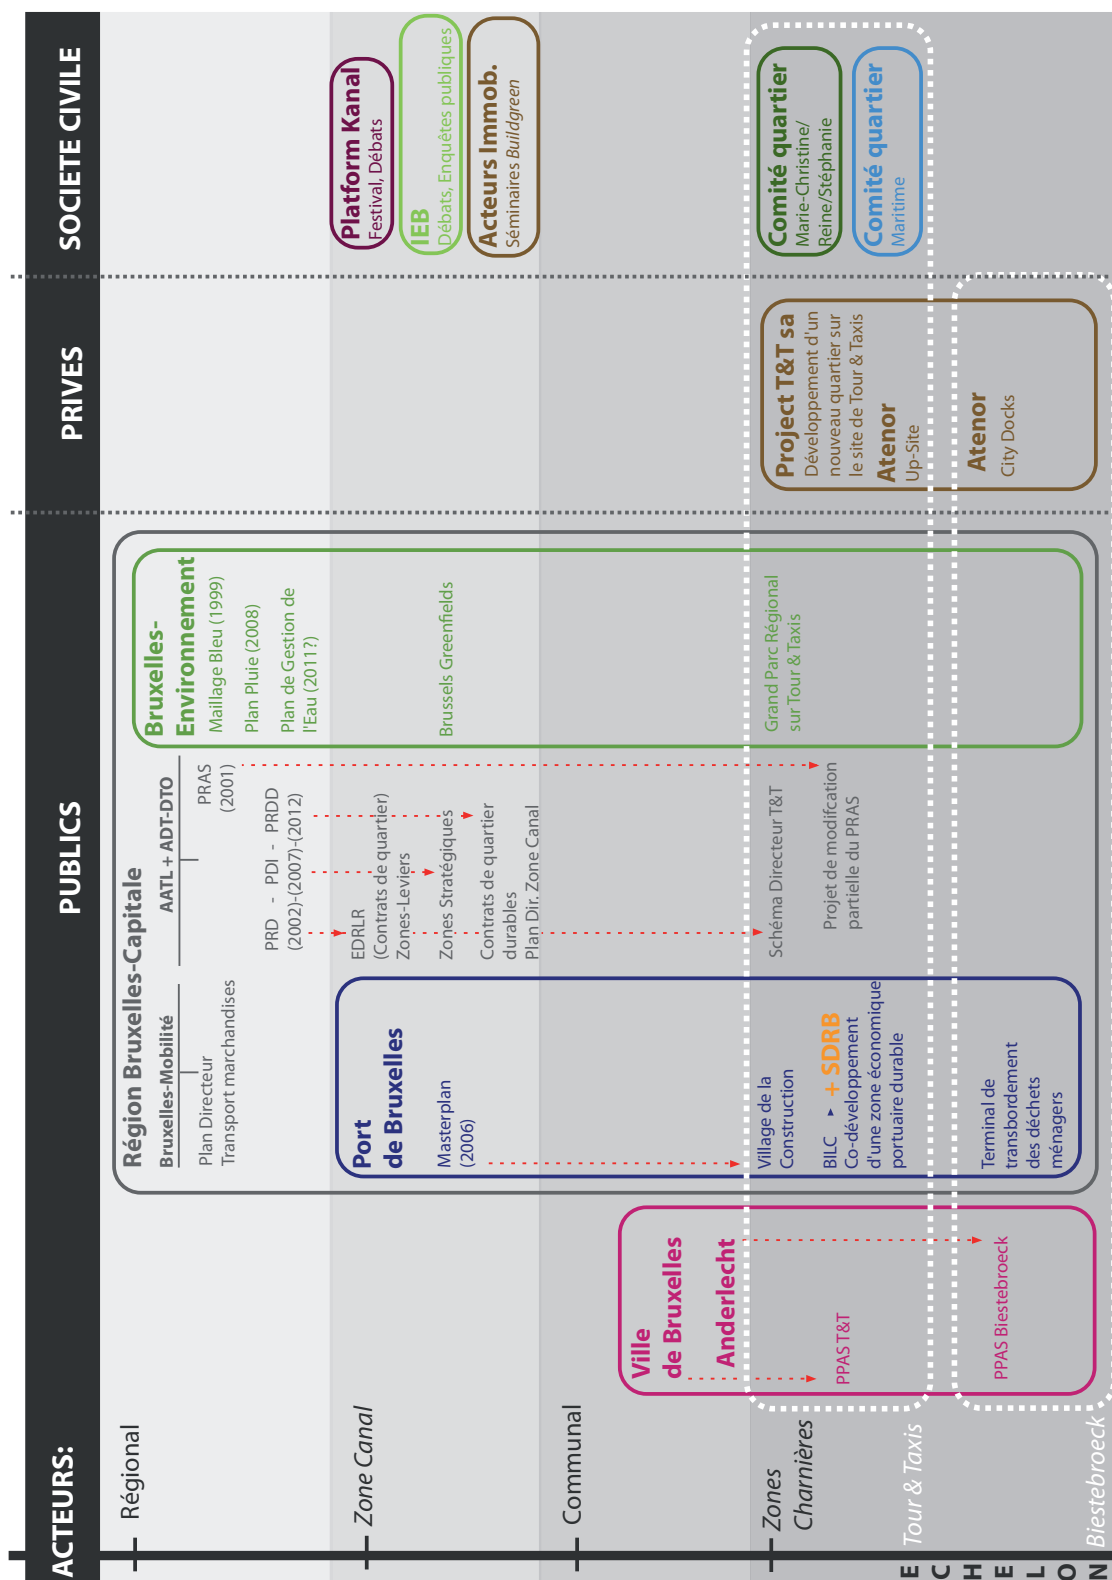 ACTEURS:
PUBLICS
PRIVES
SOCIETE CIVILE
Régional
Zone Canal
Communal
Zones
Charnières
Tour & Taxis
Biestebroeck
ECHELON
Ville
de Bruxelles
Anderlecht
PPAS T&T
PPAS Biestebroeck
Région Bruxelles-Capitale
Bruxelles-Mobilité
Plan Directeur
Transport marchandises
AATL + ADT-DTO
PRAS
(2001)
PRD - PDI - PRDD
(2002)-(2007)-(2012)
EDRLR
(Contrats de quartier)
Zones-Leviers
Zones Stratégiques
Contrats de quartier
durables
Plan Dir. Zone Canal
Schéma Directeur T&T
Projet de modifcation
partielle du PRAS
Port
de Bruxelles
Masterplan
(2006)
Village de la
Construction
BILC ► + SDRB
Co-développement
d'une zone économique
portuaire durable
Terminal de
transbordement
des déchets
ménagers
Bruxelles-
Environnement
Maillage Bleu (1999)
Plan Pluie (2008)
Plan de Gestion de
l'Eau (2011?)
Brussels Greenfields
Grand Parc Régional
sur Tour & Taxis
Project T&T sa
Développement d'un
nouveau quartier sur
le site de Tour & Taxis
Atenor
Up-Site
Atenor
City Docks
Platform Kanal
Festival, Débats
IEB
Débats, Enquêtes publiques
Acteurs Immob.
Séminaires Buildgreen
Comité quartier
Marie-Christine/
Reine/Stéphanie
Comité quartier
Maritime